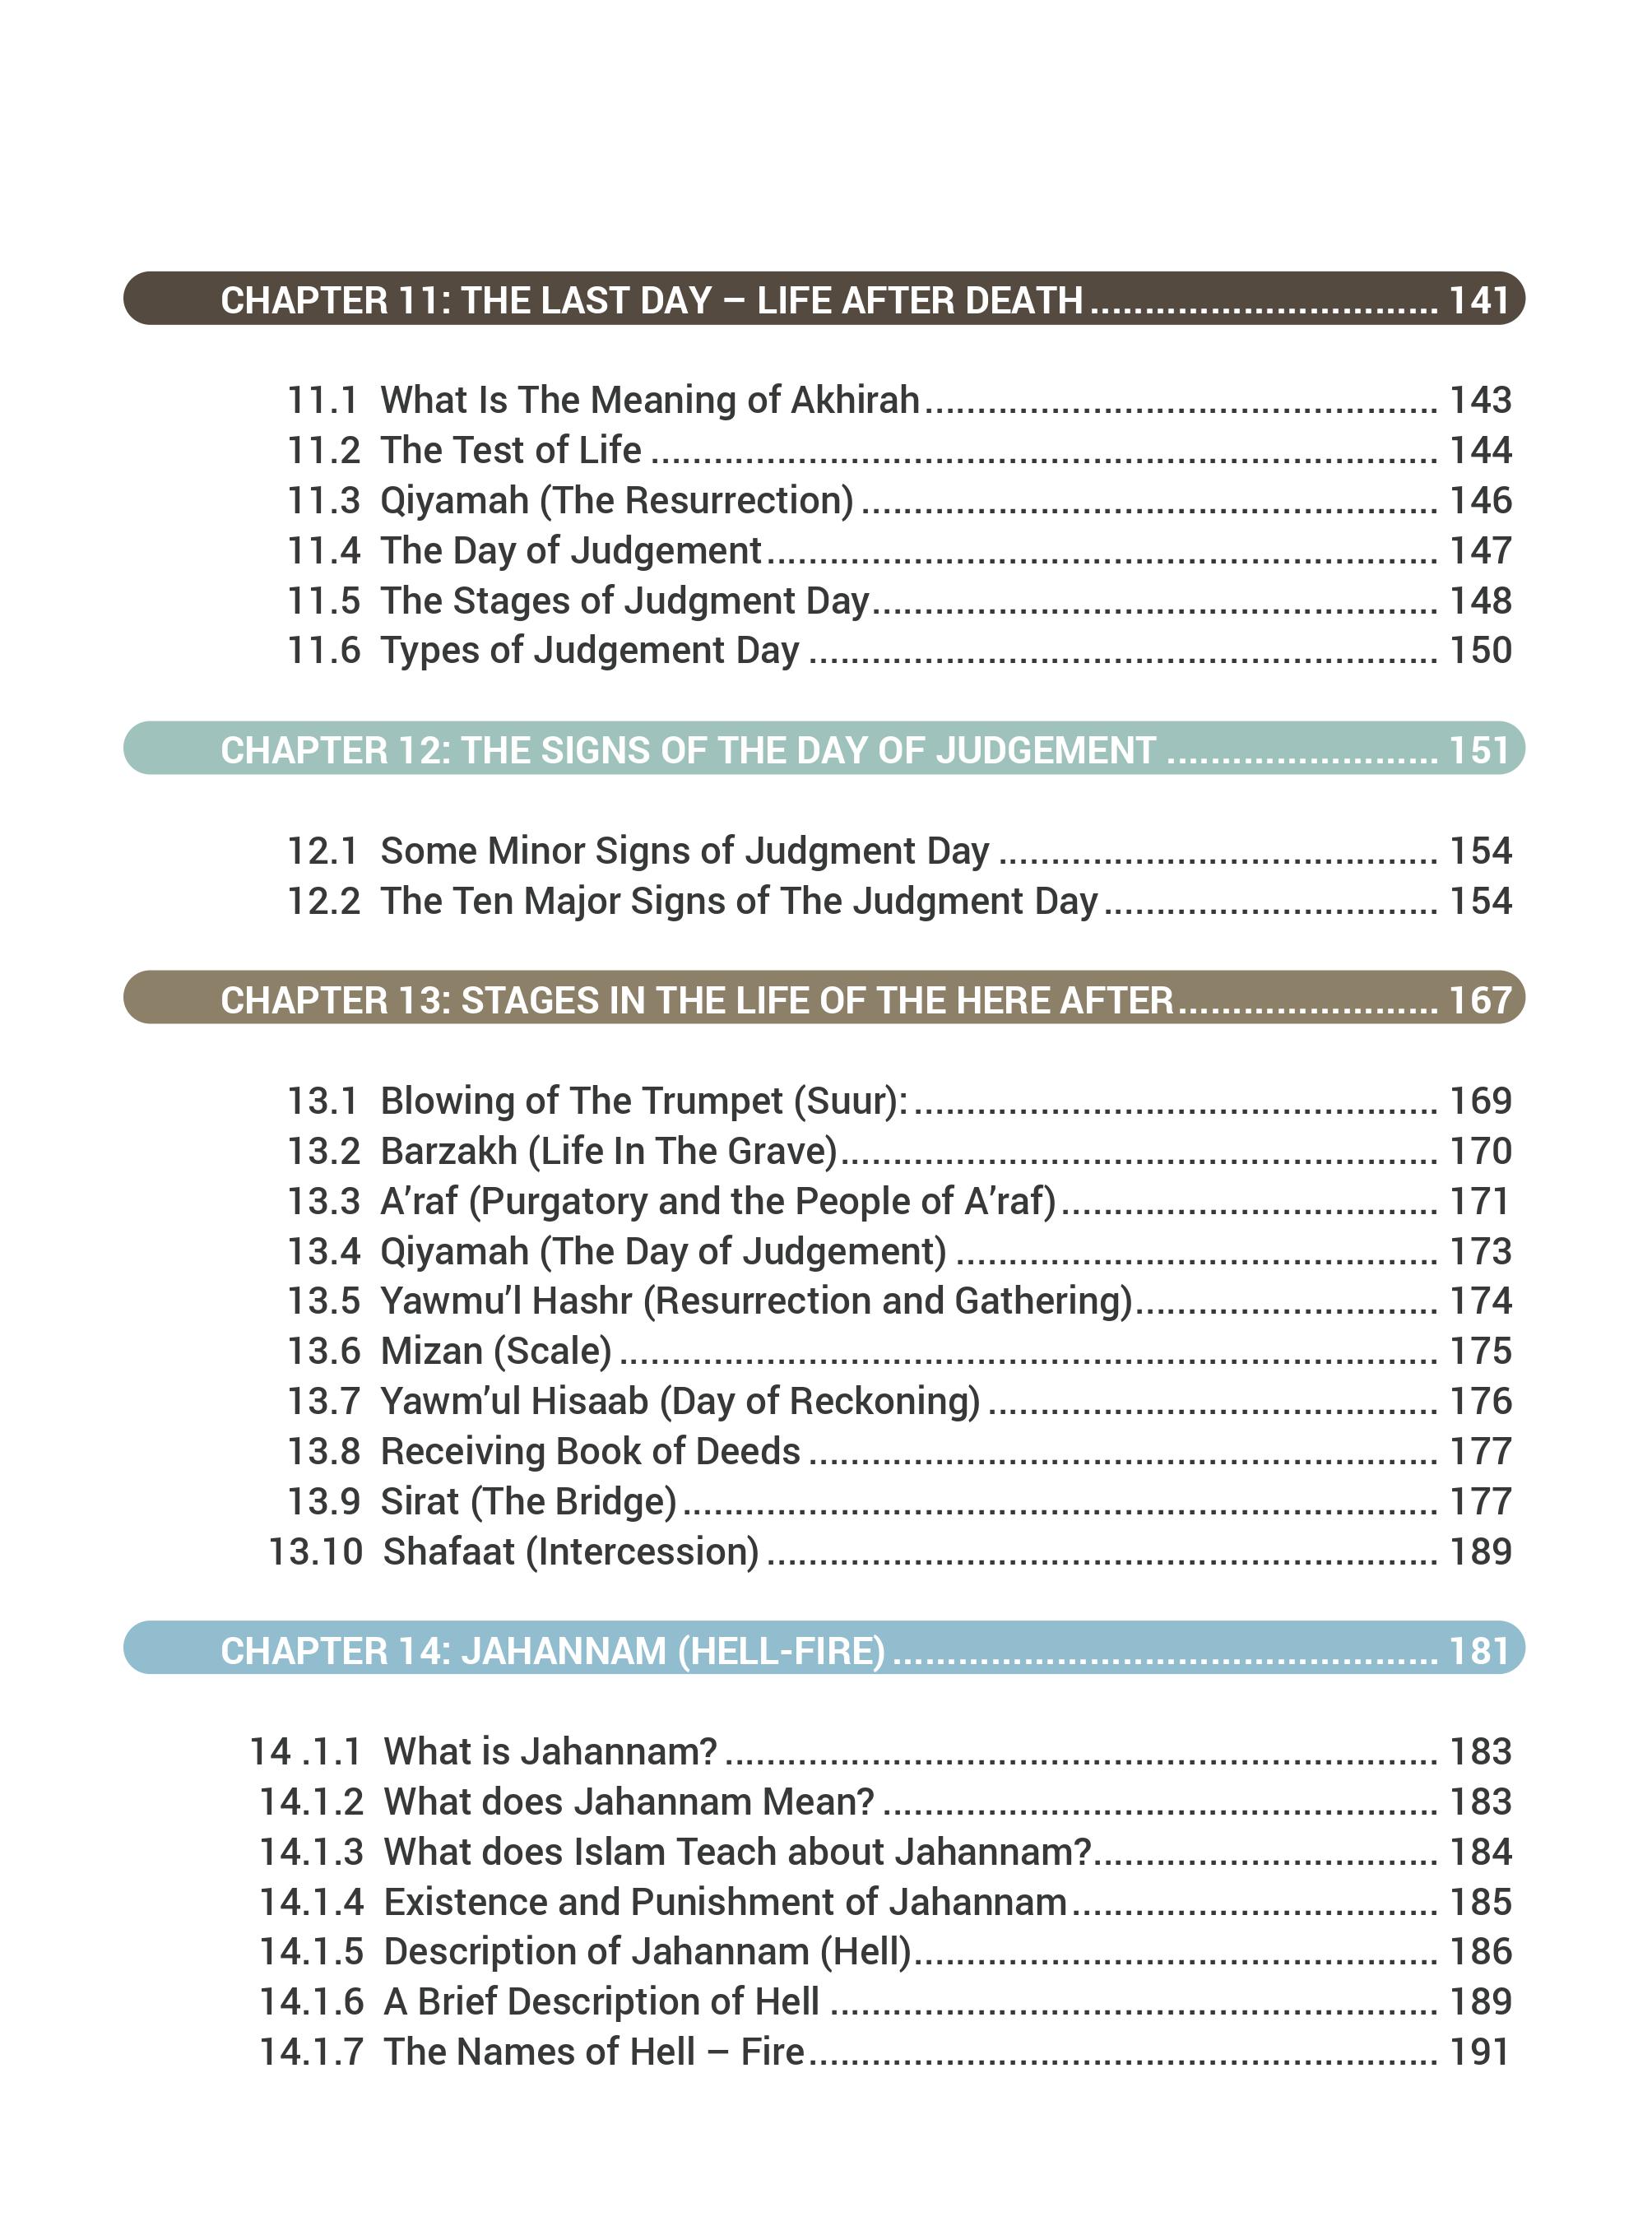 CHAPTER 11: THE LAST DAY – LIFE AFTER DEATH ................................ 141
11.1 What Is The Meaning of Akhirah ................................................ 143
11.2 The Test of Life .......................................................................... 144
11.3 Qiyamah (The Resurrection) ...................................................... 146
11.4 The Day of Judgement ............................................................... 147
11.5 The Stages of Judgment Day ..................................................... 148
11.6 Types of Judgement Day ........................................................... 150
CHAPTER 12: THE SIGNS OF THE DAY OF JUDGEMENT ......................... 151
12.1 Some Minor Signs of Judgment Day ......................................... 154
12.2 The Ten Major Signs of The Judgment Day ............................... 154
CHAPTER 13: STAGES IN THE LIFE OF THE HERE AFTER ........................ 167
13.1 Blowing of The Trumpet (Suur): ................................................. 169
13.2 Barzakh (Life In The Grave) ........................................................ 170
13.3 A’raf (Purgatory and the People of A’raf) ................................... 171
13.4 Qiyamah (The Day of Judgement) ............................................. 173
13.5 Yawmu’l Hashr (Resurrection and Gathering) ............................ 174
13.6 Mizan (Scale) ............................................................................. 175
13.7 Yawm’ul Hisaab (Day of Reckoning) .......................................... 176
13.8 Receiving Book of Deeds ........................................................... 177
13.9 Sirat (The Bridge) ....................................................................... 177
13.10 Shafaat (Intercession) ............................................................... 189
CHAPTER 14: JAHANNAM (HELL-FIRE) .................................................. 181
14 .1.1 What is Jahannam? ................................................................... 183
14.1.2 What does Jahannam Mean? .................................................... 183
14.1.3 What does Islam Teach about Jahannam? ................................ 184
14.1.4 Existence and Punishment of Jahannam .................................. 185
14.1.5 Description of Jahannam (Hell) ................................................. 186
14.1.6 A Brief Description of Hell ......................................................... 189
14.1.7 The Names of Hell – Fire ........................................................... 191